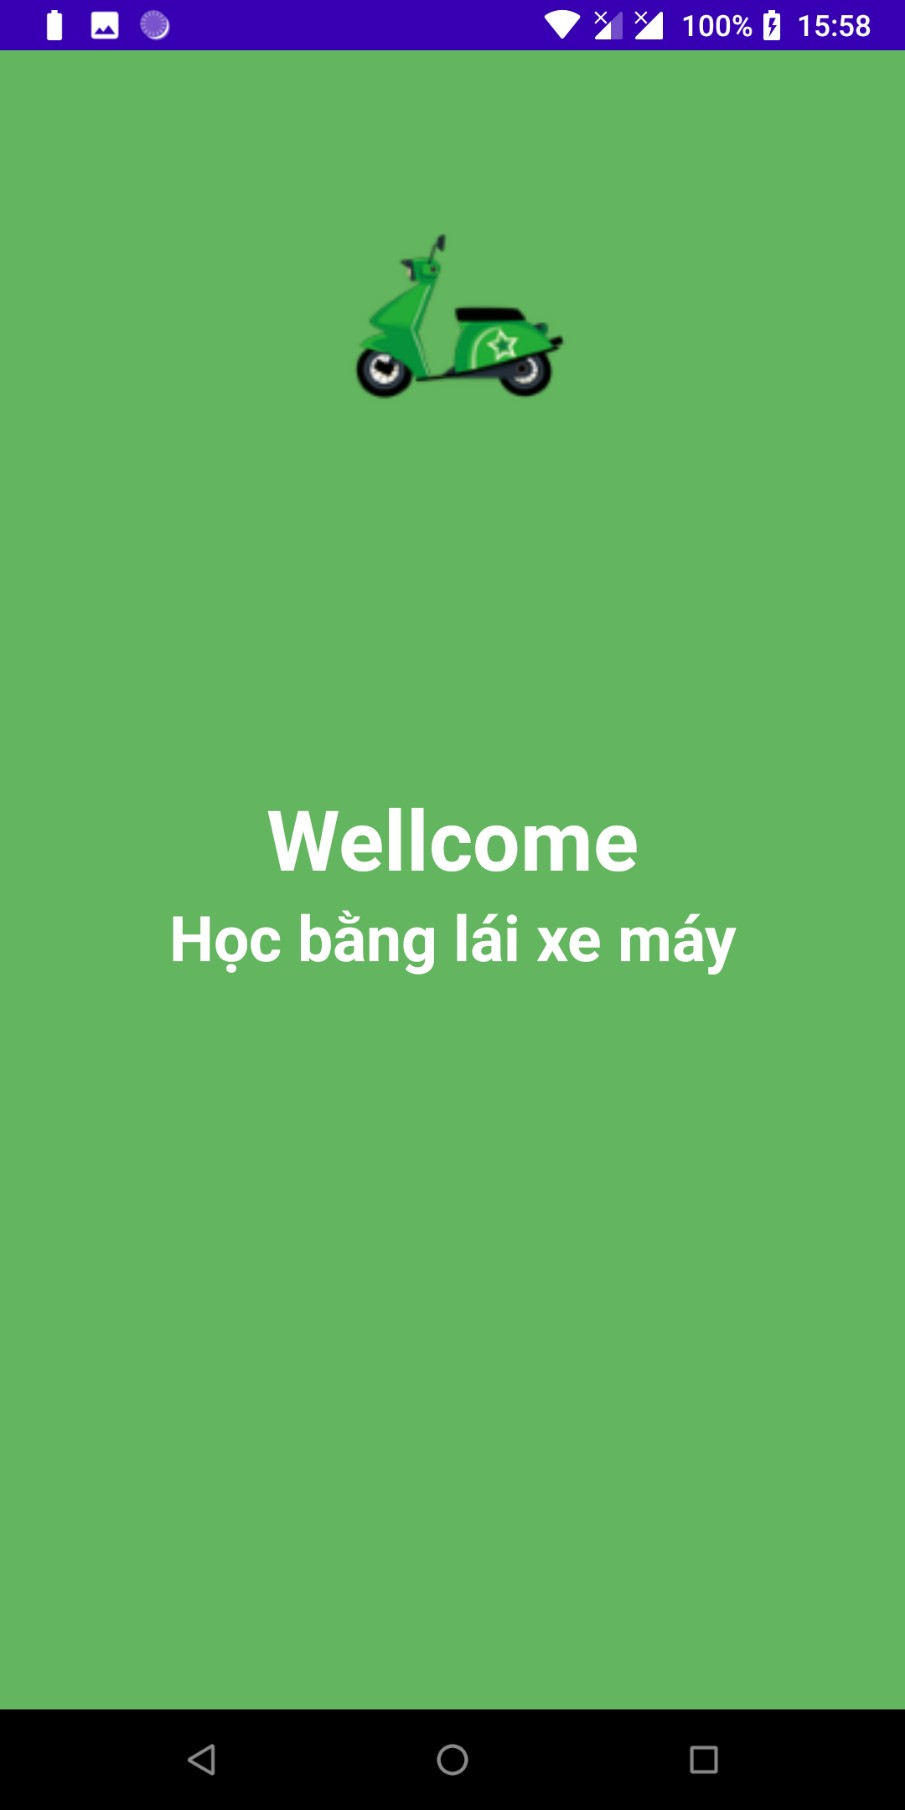 100% 15:58
Wellcome
Học bằng lái xe máy